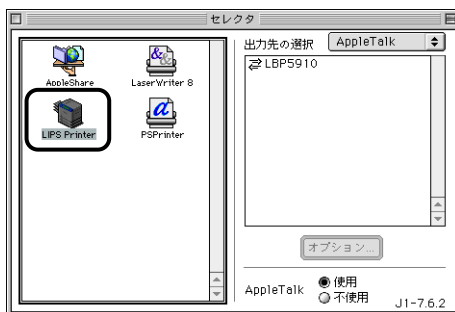 セレクタ
AppleShare
LaserWriter 8
LIPS Printer
PSPrinter
出力先の選択
AppleTalk
LBP5910
オプション...
AppleTalk
使用
不使用
J1-7.6.2